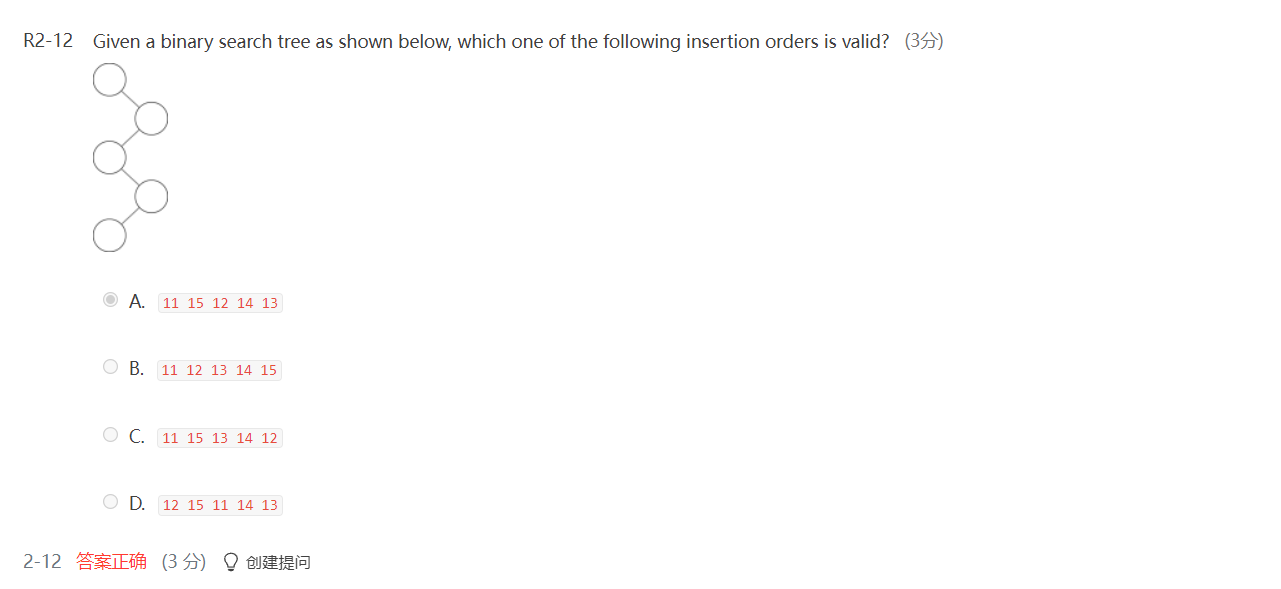 R2-12 Given a binary search tree as shown below, which one of the following insertion orders is valid? (3分)
A. 11 15 12 14 13
B. 11 12 13 14 15
C. 11 15 13 14 12
D. 12 15 11 14 13
2-12 答案正确 (3 分) 创建提问